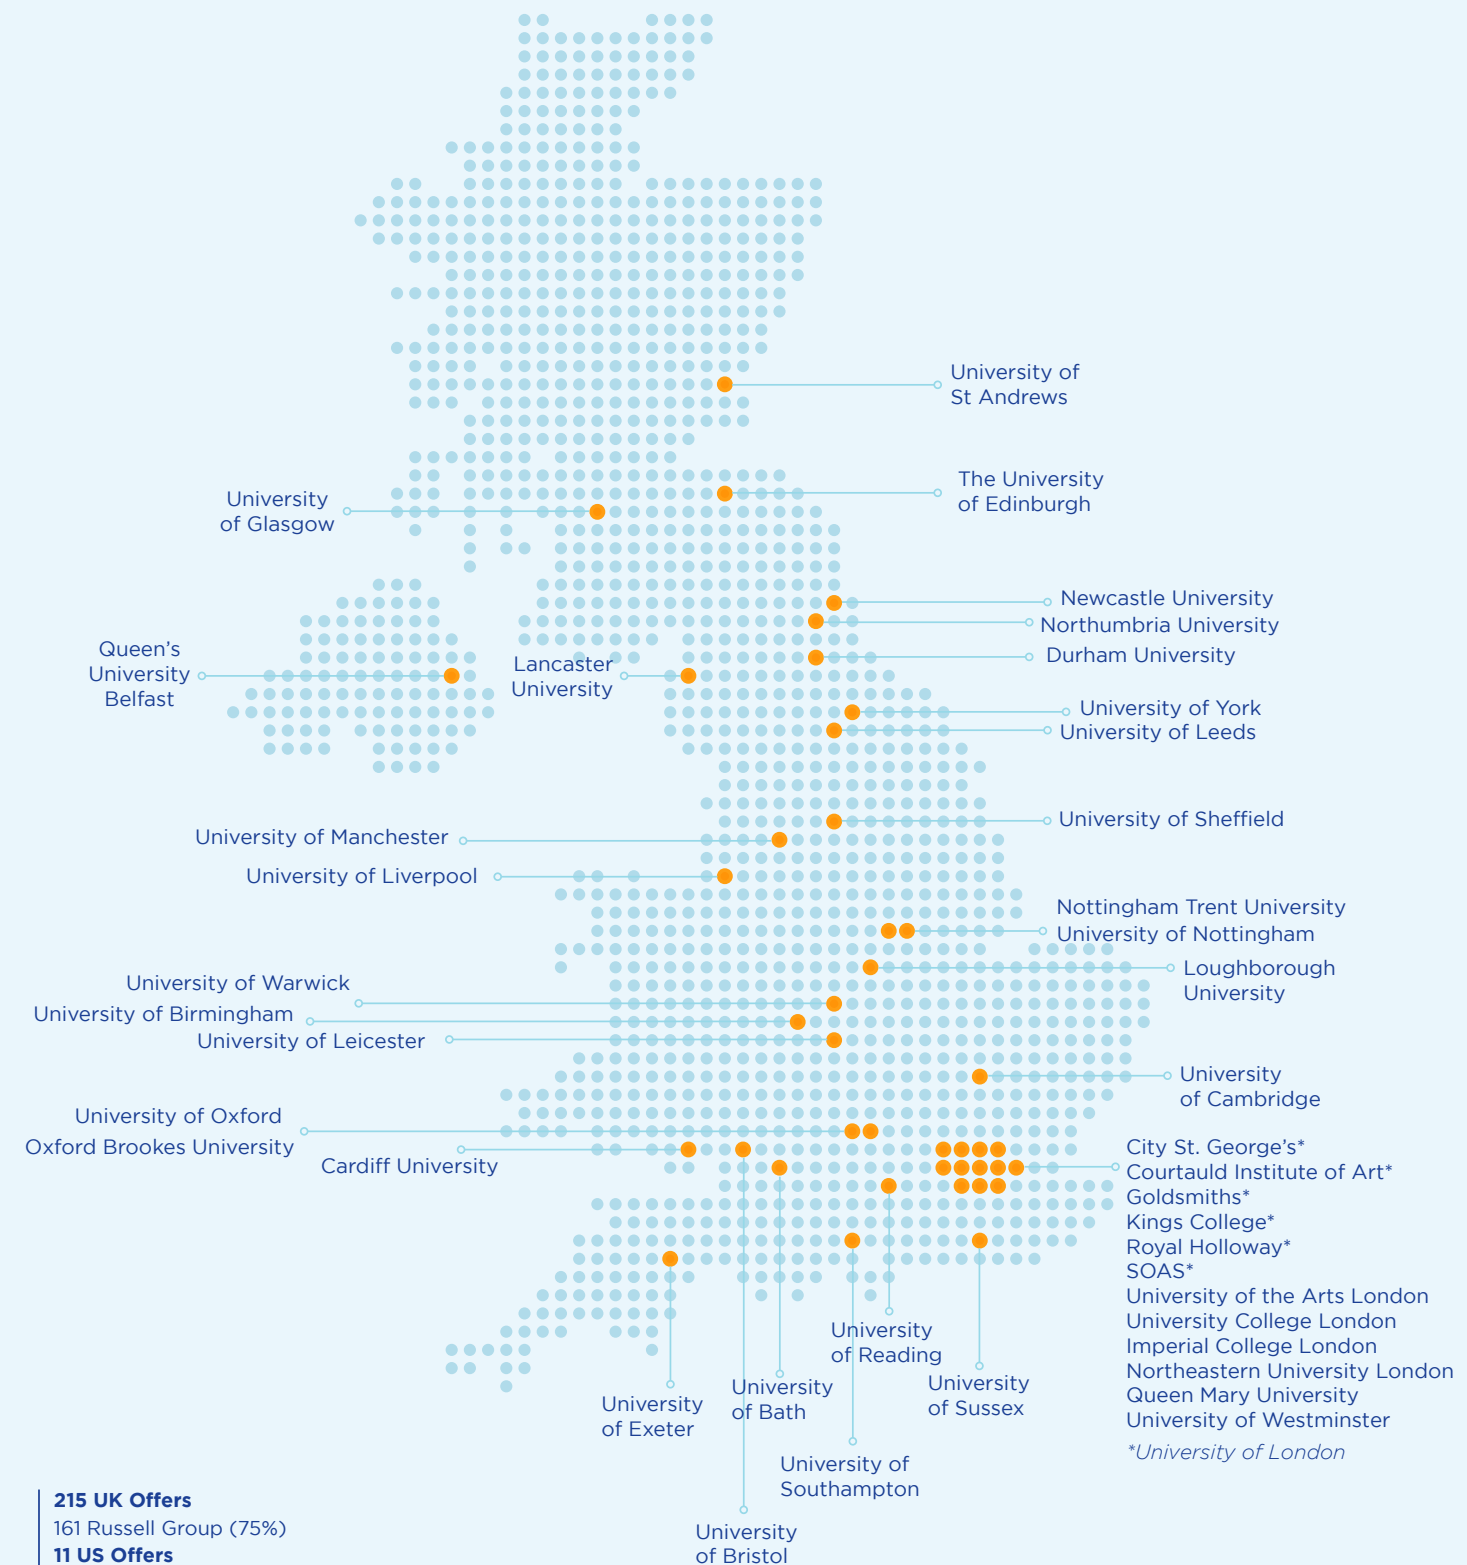 University of
St Andrews
The University
of Edinburgh
University
of Glasgow
Newcastle University
Northumbria University
Durham University
Queen's
University
Belfast
Lancaster
University
University of York
University of Leeds
University of Sheffield
University of Manchester
University of Liverpool
Nottingham Trent University
University of Nottingham
Loughborough
University
University of Warwick
University of Birmingham
University of Leicester
University
of Cambridge
University of Oxford
Oxford Brookes University
Cardiff University
City St. George's*
Courtauld Institute of Art*
Goldsmiths*
Kings College*
Royal Holloway*
SOAS*
University of the Arts London
University College London
Imperial College London
Northeastern University London
Queen Mary University
University of Westminster
*University of London
University
of Reading
University
of Sussex
University
of Bath
University
of Exeter
University of
Southampton
University
of Bristol
215 UK Offers
161 Russell Group (75%)
11 US Offers